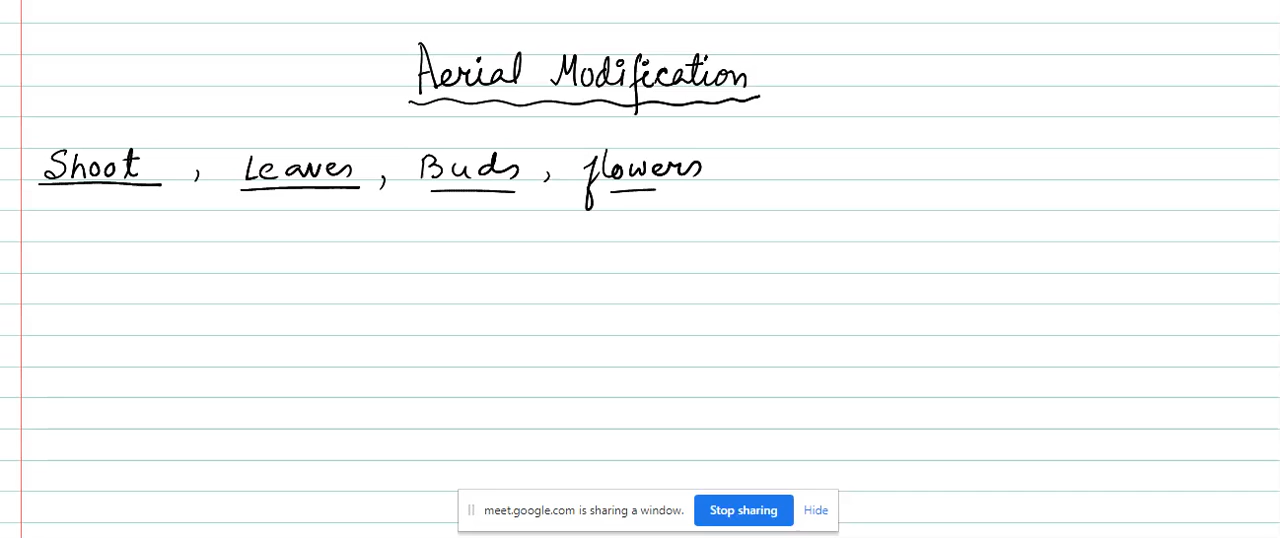 Aerial Modification
Shoot , Leaves , Buds , flowers
meet.google.com is sharing a window. Stop sharing Hide